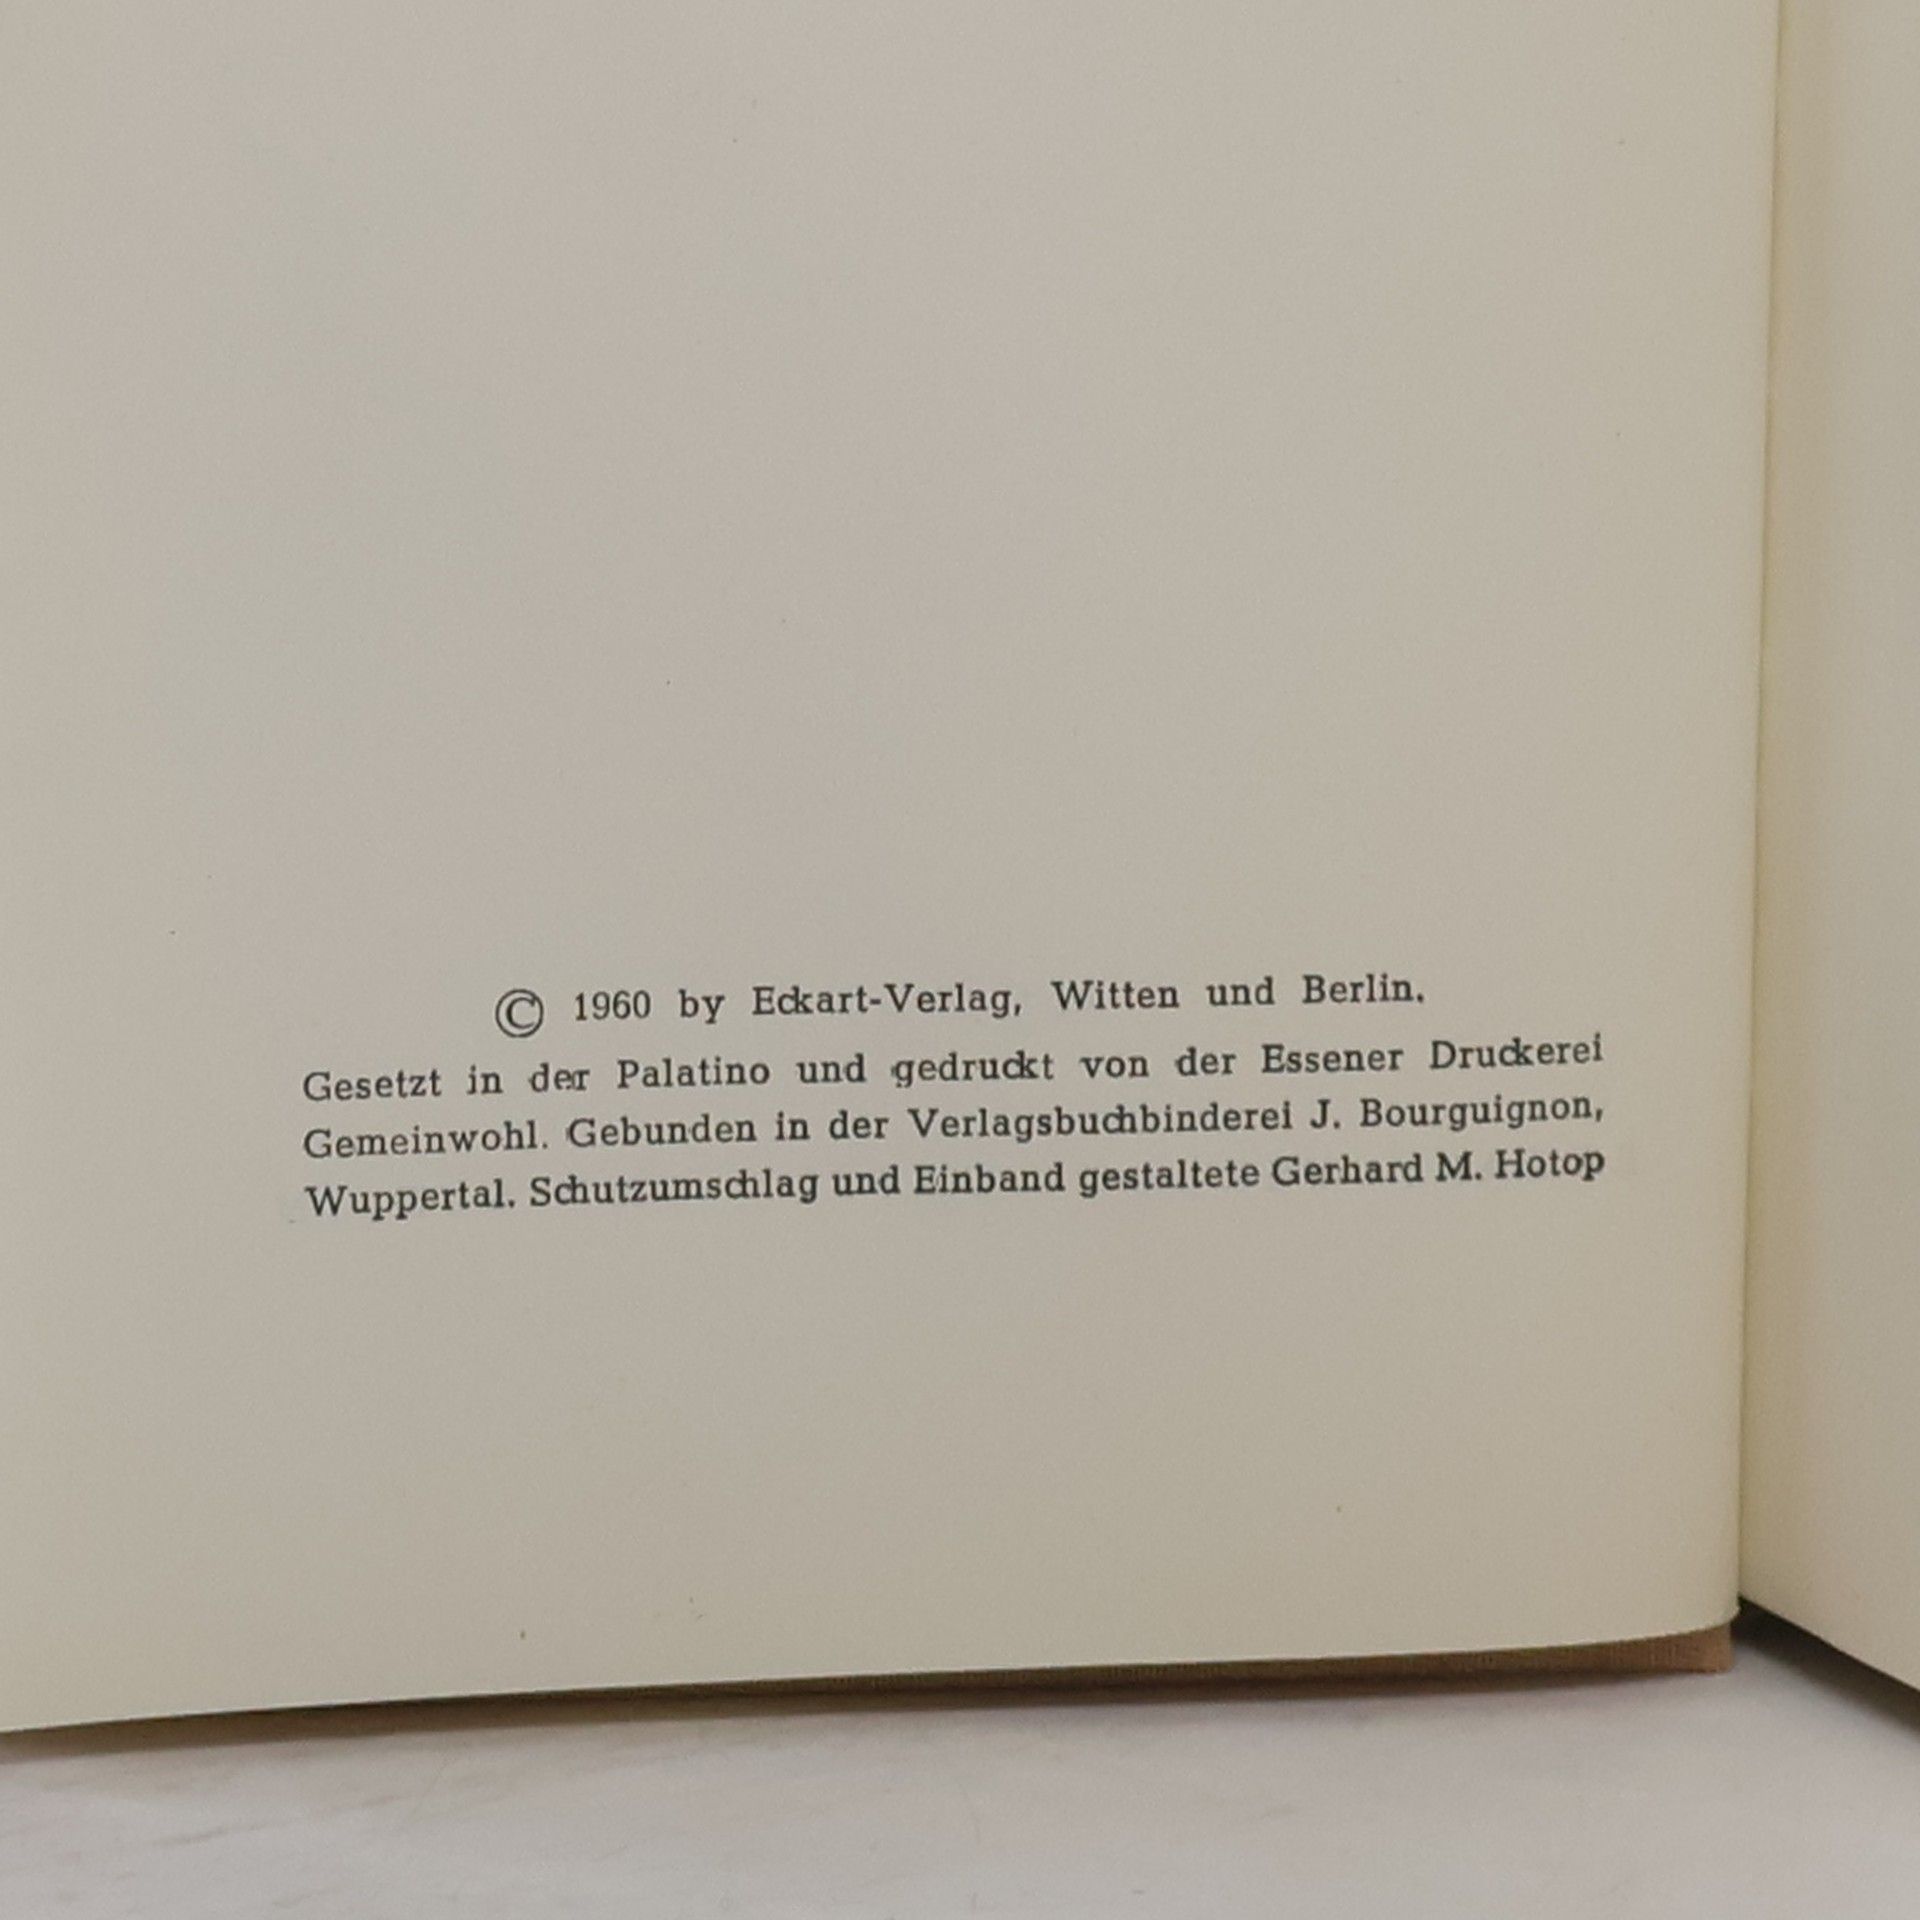 © 1960 by Eckart-Verlag, Witten und Berlin.
Gesetzt in der Palatino und gedruckt von der Essener Druckerei
Gemeinwohl. Gebunden in der Verlagsbuchbinderei J. Bourguignon,
Wuppertal. Schutzumschlag und Einband gestaltete Gerhard M. Hotop